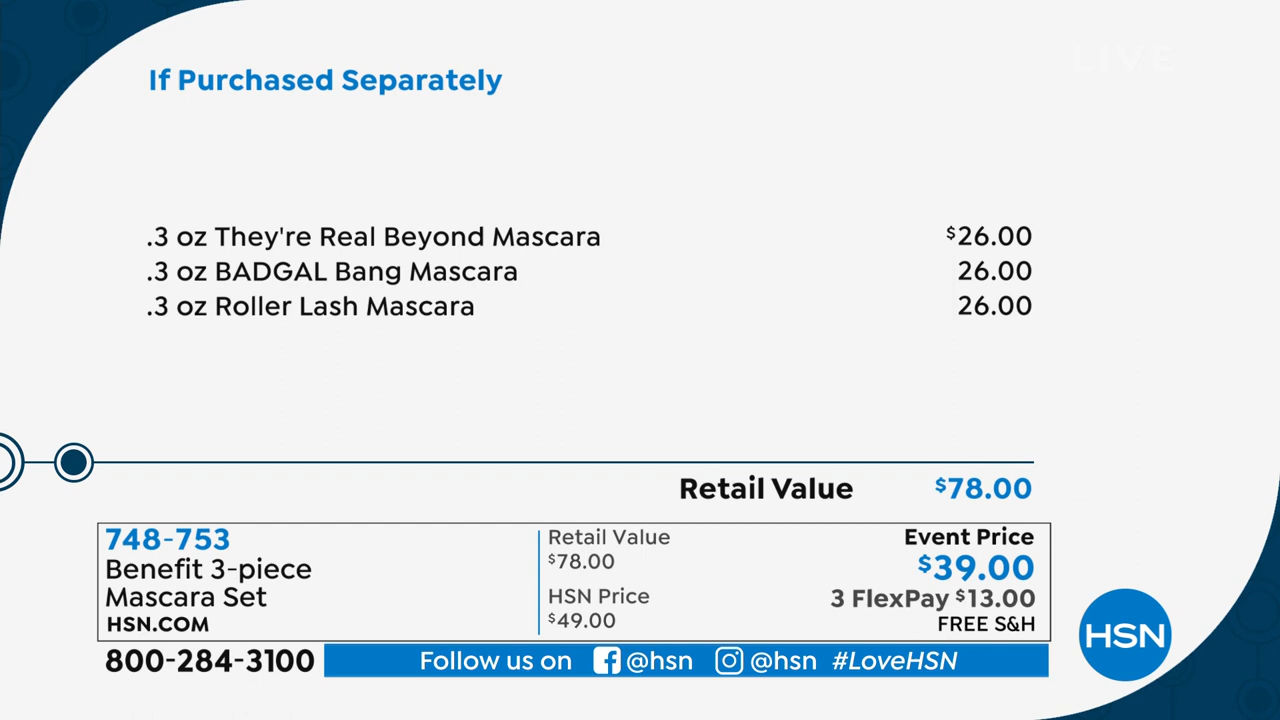 LIVE
If Purchased Separately
.3 oz They're Real Beyond Mascara $26.00
.3 oz BADGAL Bang Mascara 26.00
.3 oz Roller Lash Mascara 26.00
Retail Value $78.00
748-753
Benefit 3-piece
Mascara Set
HSN.COM
Retail Value
$78.00
HSN Price
$49.00
Event Price
$39.00
3 FlexPay $13.00
FREE S&H
HSN
800-284-3100
Follow us on @hsn @hsn #LoveHSN